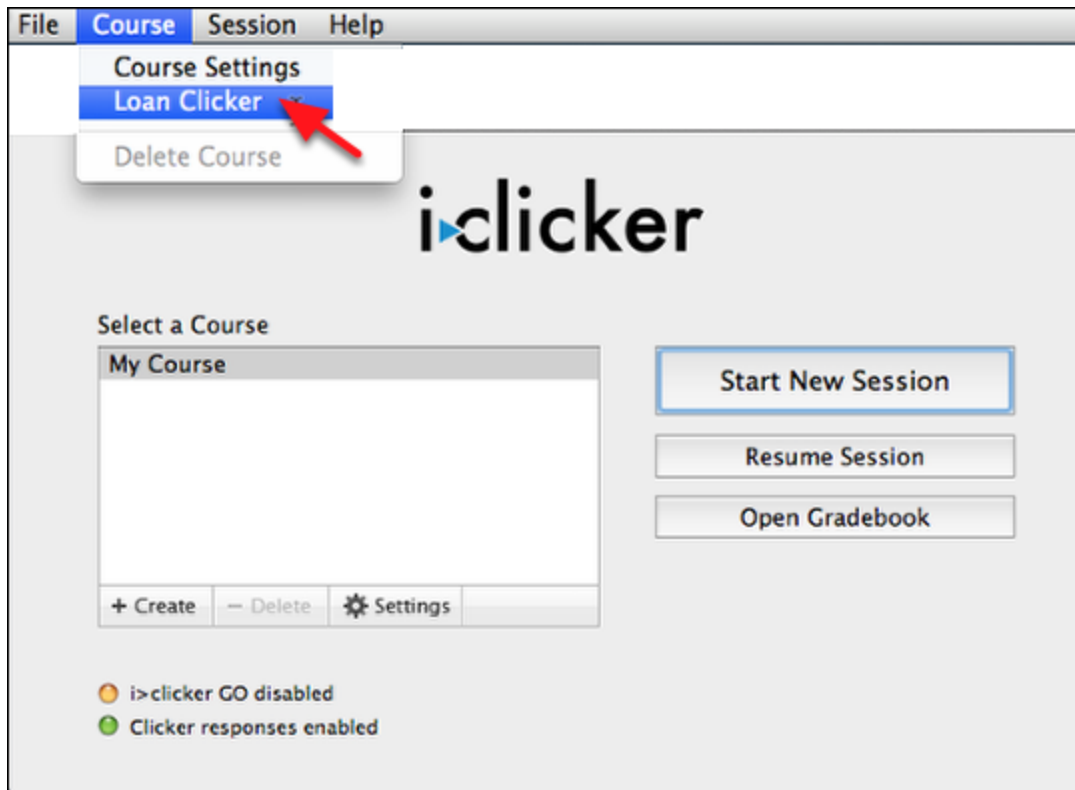 File Course Session Help
Course Settings
Loan Clicker
Delete Course
i>clicker
Select a Course
My Course
Start New Session
Resume Session
Open Gradebook
+ Create - Delete Settings
i>clicker GO disabled
Clicker responses enabled